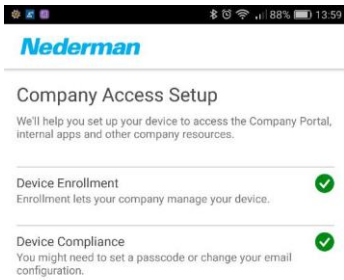 88% 13:59
Nederman
Company Access Setup
We'll help you set up your device to access the Company Portal,
internal apps and other company resources.
Device Enrollment
Enrollment lets your company manage your device.
Device Compliance
You might need to set a passcode or change your email
configuration.